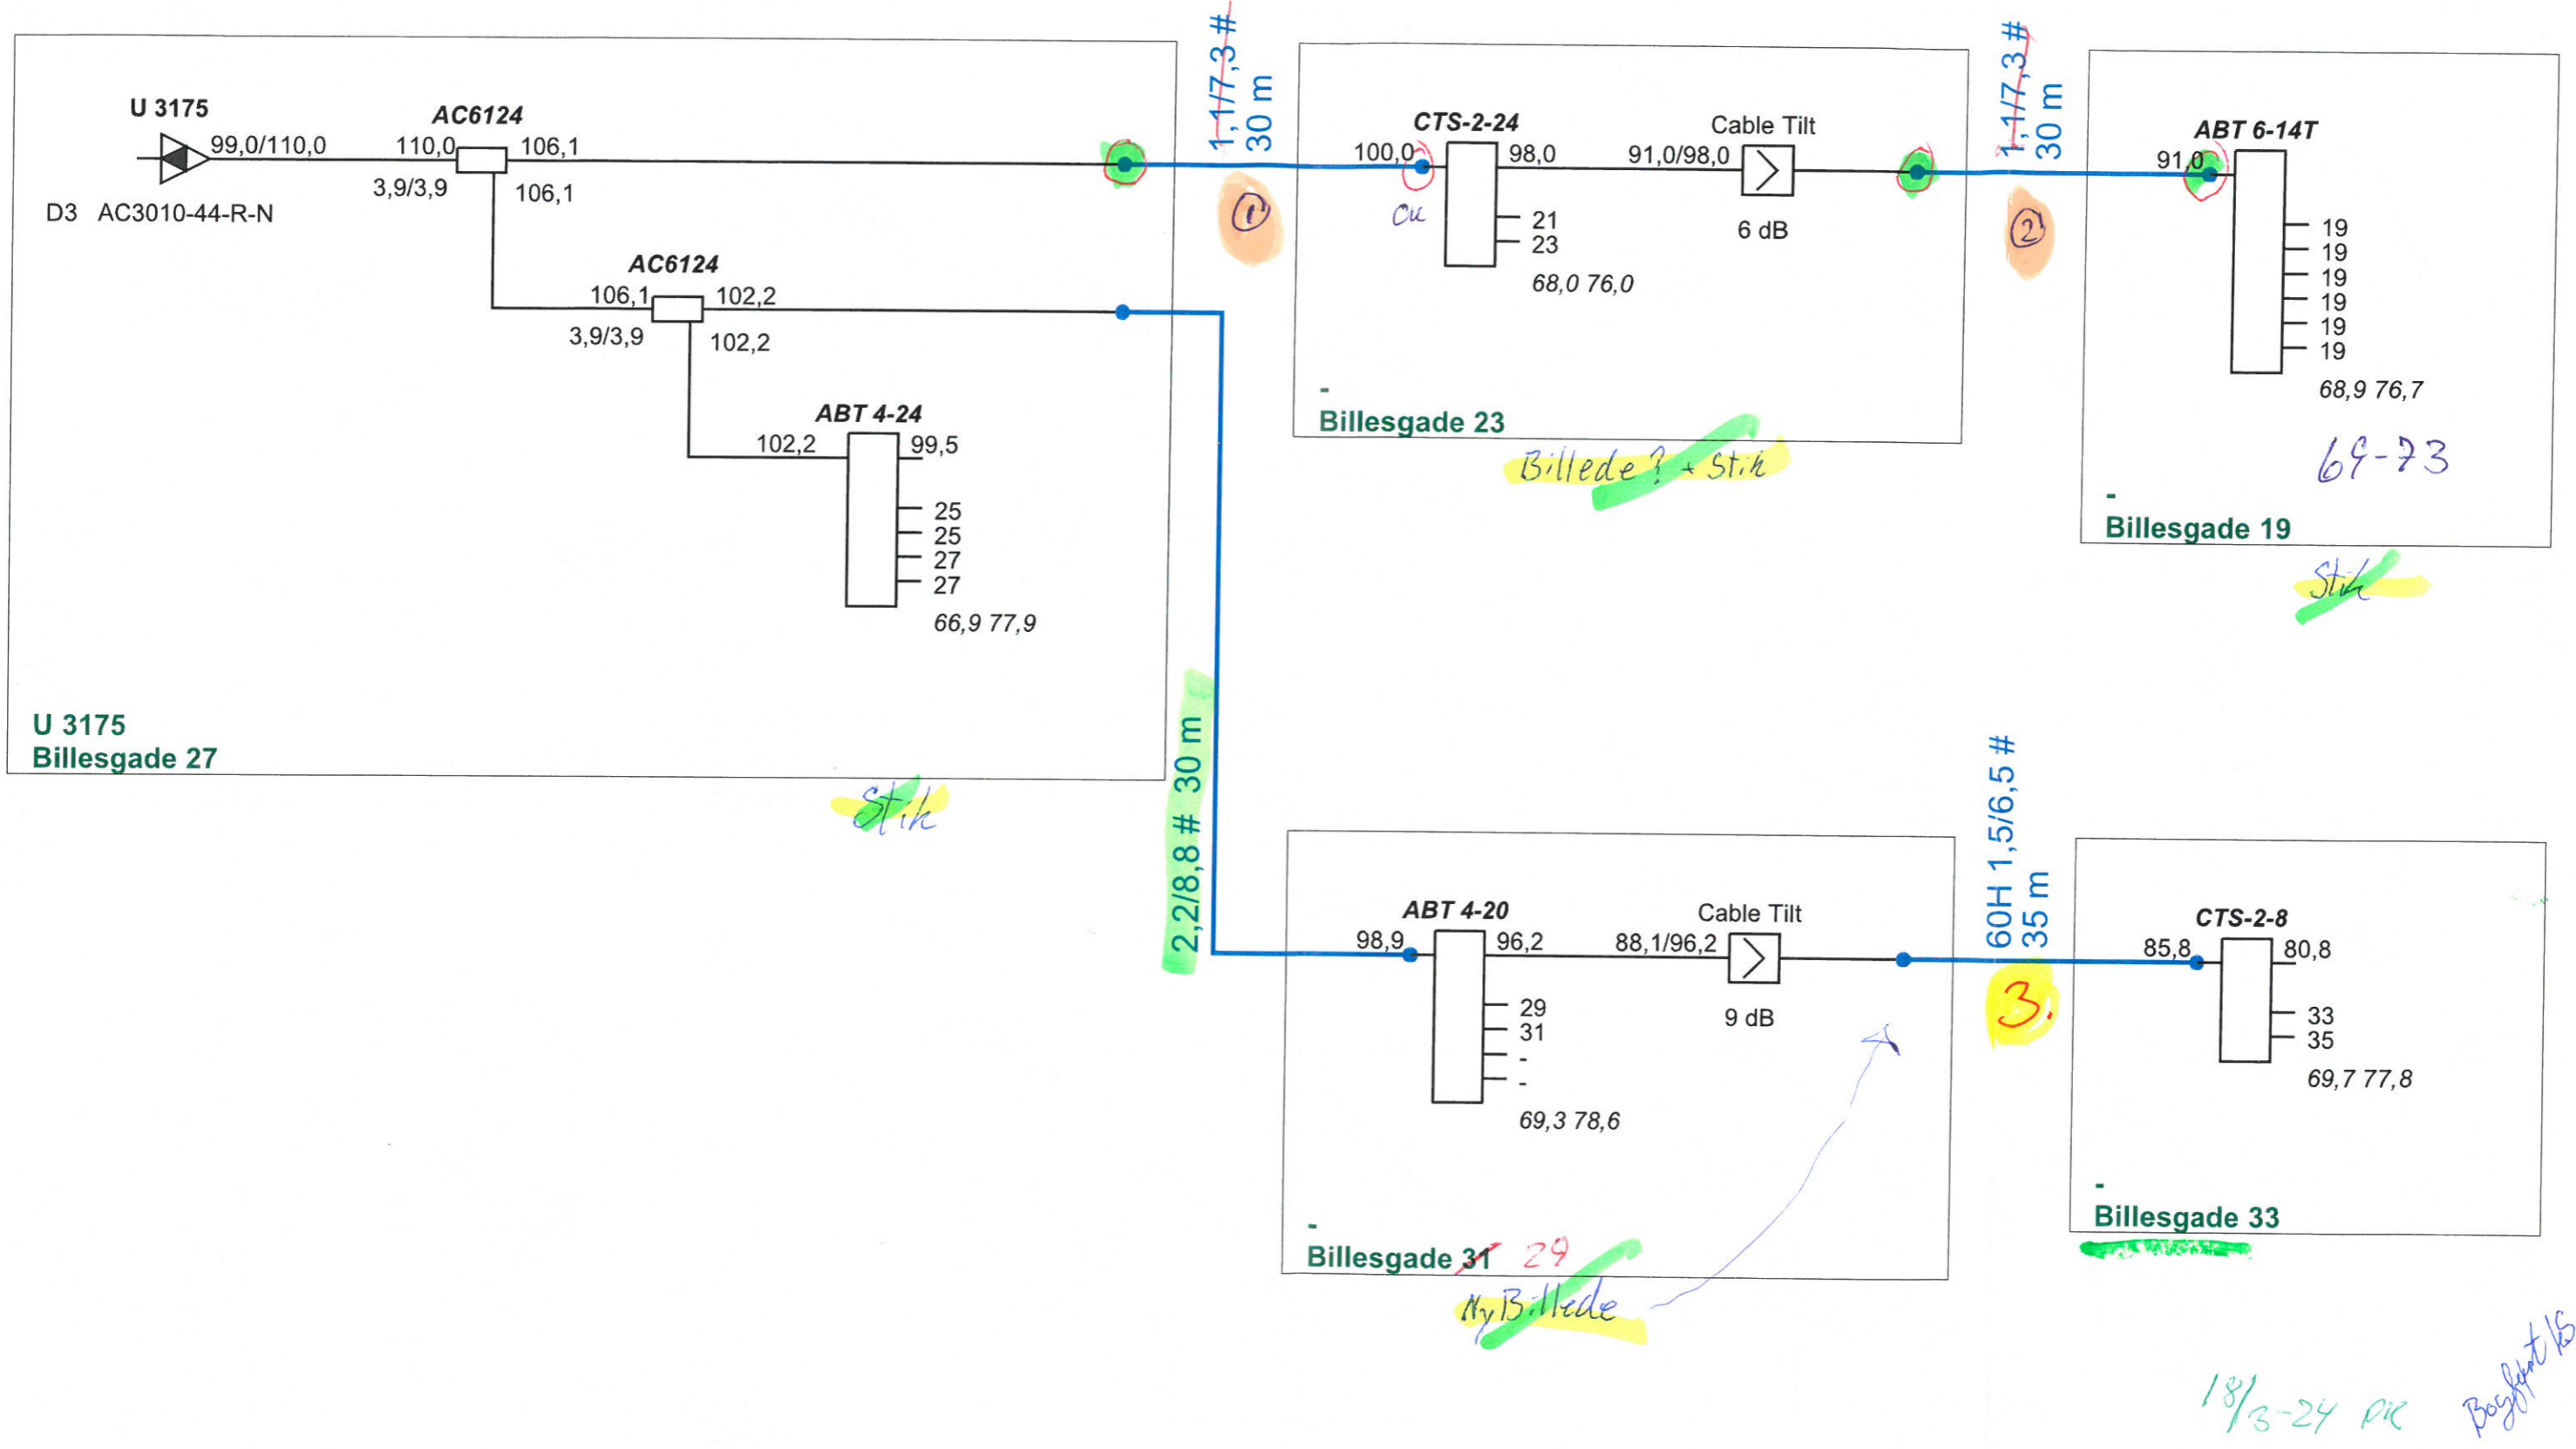 U 3175
99,0/110,0
D3 AC3010-44-R-N
AC6124
110,0
106,1
3,9/3,9
106,1
AC6124
106,1
102,2
3,9/3,9
102,2
ABT 4-24
102,2
99,5
25
25
27
27
66,9 77,9
U 3175
Billesgade 27
Stik
1,1/7,3 #
30 m
1
CTS-2-24
100,0
98,0
OK
21
23
68,0 76,0
Cable Tilt
91,0/98,0
6 dB
-
Billesgade 23
Billede? + Stik
1,1/7,3 #
30 m
2
ABT 6-14T
91,0
19
19
19
19
19
19
68,9 76,7
69-73
-
Billesgade 19
Stik
2,2/8,8 # 30 m
ABT 4-20
98,9
96,2
29
31
-
-
69,3 78,6
Cable Tilt
88,1/96,2
9 dB
-
Billesgade 31 29
Ny Billede
60H 1,5/6,5 #
35 m
3.
CTS-2-8
85,8
80,8
33
35
69,7 77,8
-
Billesgade 33
18/3-24 PK